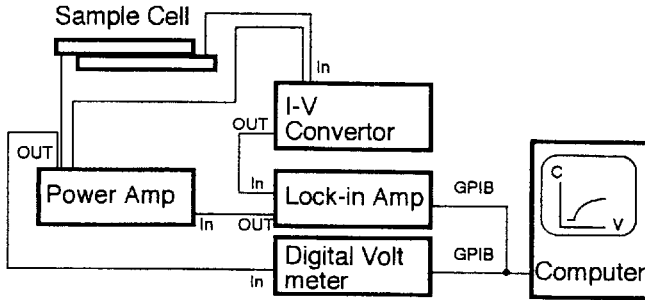 Sample Cell
In
I-V
Convertor
OUT
OUT
Power Amp
In
Lock-in Amp
GPIB
In
OUT
Digital Volt
meter
GPIB
In
C
V
Computer